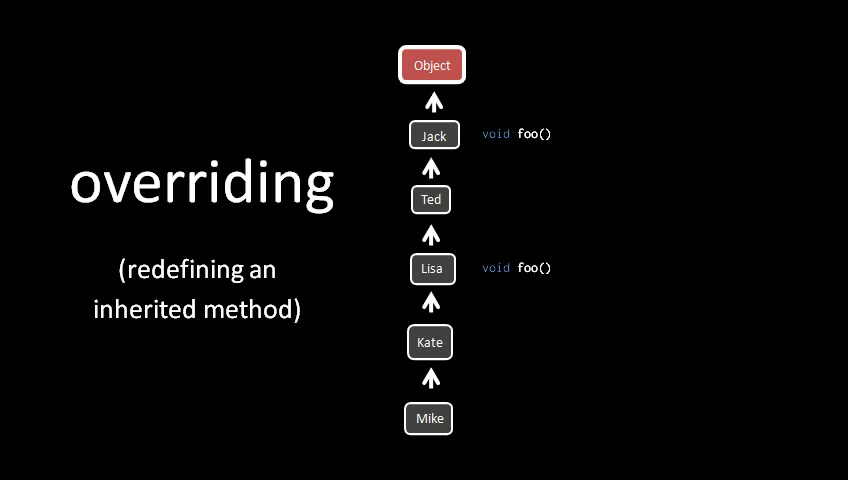 overriding
(redefining an
inherited method)
Object
Jack
void foo()
Ted
Lisa
void foo()
Kate
Mike